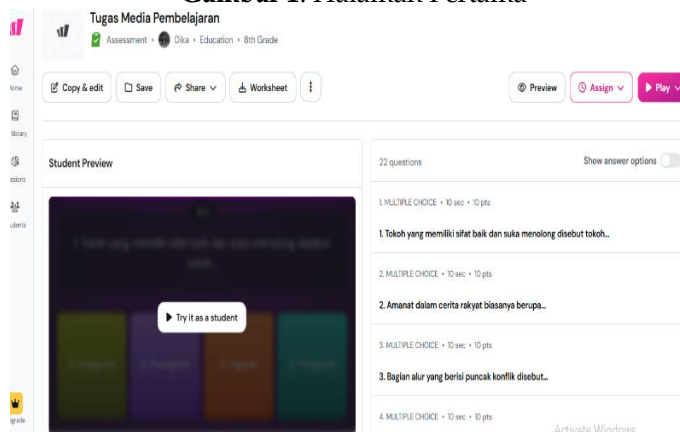 Gambar 1. Halaman Pertama
Tugas Media Pembelajaran
Assessment • Dika • Education • 8th Grade
Copy & edit
Save
Share
Worksheet
Preview
Assign
Play
Student Preview
22 questions
Show answer options
1. MULTIPLE CHOICE • 10 sec • 10 pts
1. Tokoh yang memiliki sifat baik dan suka menolong disebut tokoh...
2. MULTIPLE CHOICE • 10 sec • 10 pts
2. Amanat dalam cerita rakyat biasanya berupa...
3. MULTIPLE CHOICE • 10 sec • 10 pts
3. Bagian alur yang berisi puncak konflik disebut...
4. MULTIPLE CHOICE • 10 sec • 10 pts
Try it as a student
Activate Windows